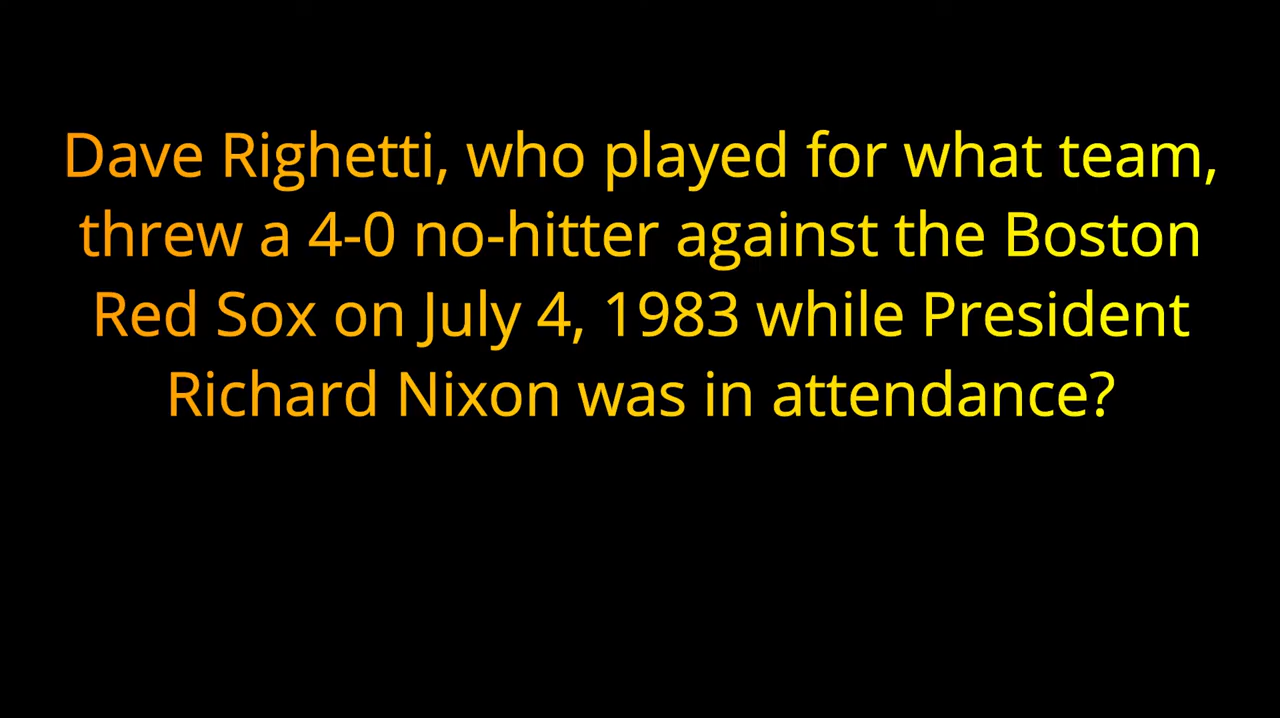 Dave Righetti, who played for what team,
threw a 4-0 no-hitter against the Boston
Red Sox on July 4, 1983 while President
Richard Nixon was in attendance?